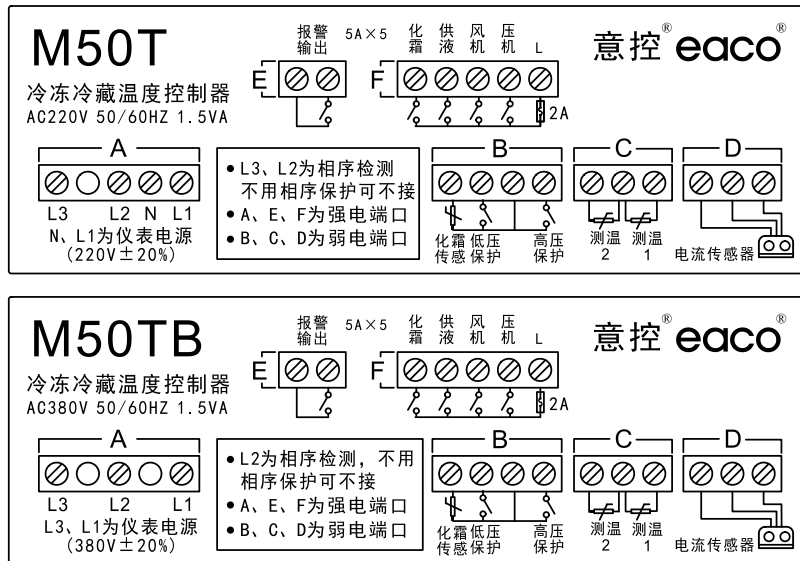 M50T
冷冻冷藏温度控制器
AC220V 50/60HZ 1.5VA
报警输出
5A×5
化霜 供液 风机 压机 L
意控® eaco®
E
F
2A
A
L3 L2 N L1
N、L1为仪表电源
(220V±20%)
• L3、L2为相序检测
不用相序保护可不接
• A、E、F为强电端口
• B、C、D为弱电端口
B
化霜传感 低压保护 高压保护
C
测温2 测温1
D
电流传感器
M50TB
冷冻冷藏温度控制器
AC380V 50/60HZ 1.5VA
报警输出
5A×5
化霜 供液 风机 压机 L
意控® eaco®
E
F
2A
A
L3 L2 L1
L3、L1为仪表电源
(380V±20%)
• L2为相序检测，不用
相序保护可不接
• A、E、F为强电端口
• B、C、D为弱电端口
B
化霜传感 低压保护 高压保护
C
测温2 测温1
D
电流传感器